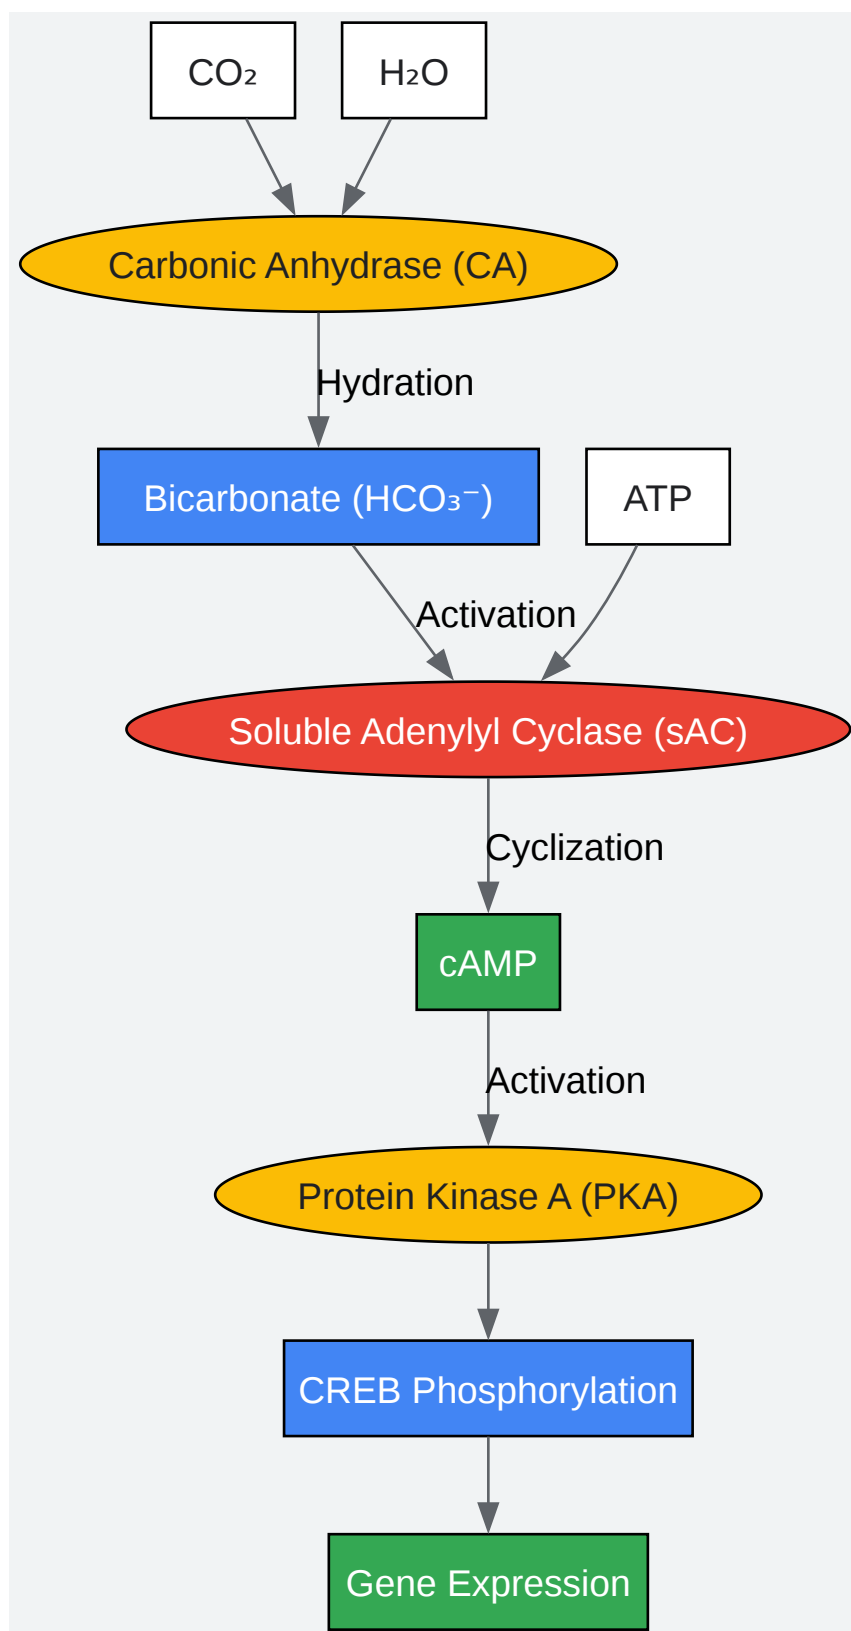 CO₂
H₂O
Carbonic Anhydrase (CA)
Hydration
Bicarbonate (HCO₃⁻)
ATP
Activation
Soluble Adenylyl Cyclase (sAC)
Cyclization
cAMP
Activation
Protein Kinase A (PKA)
CREB Phosphorylation
Gene Expression